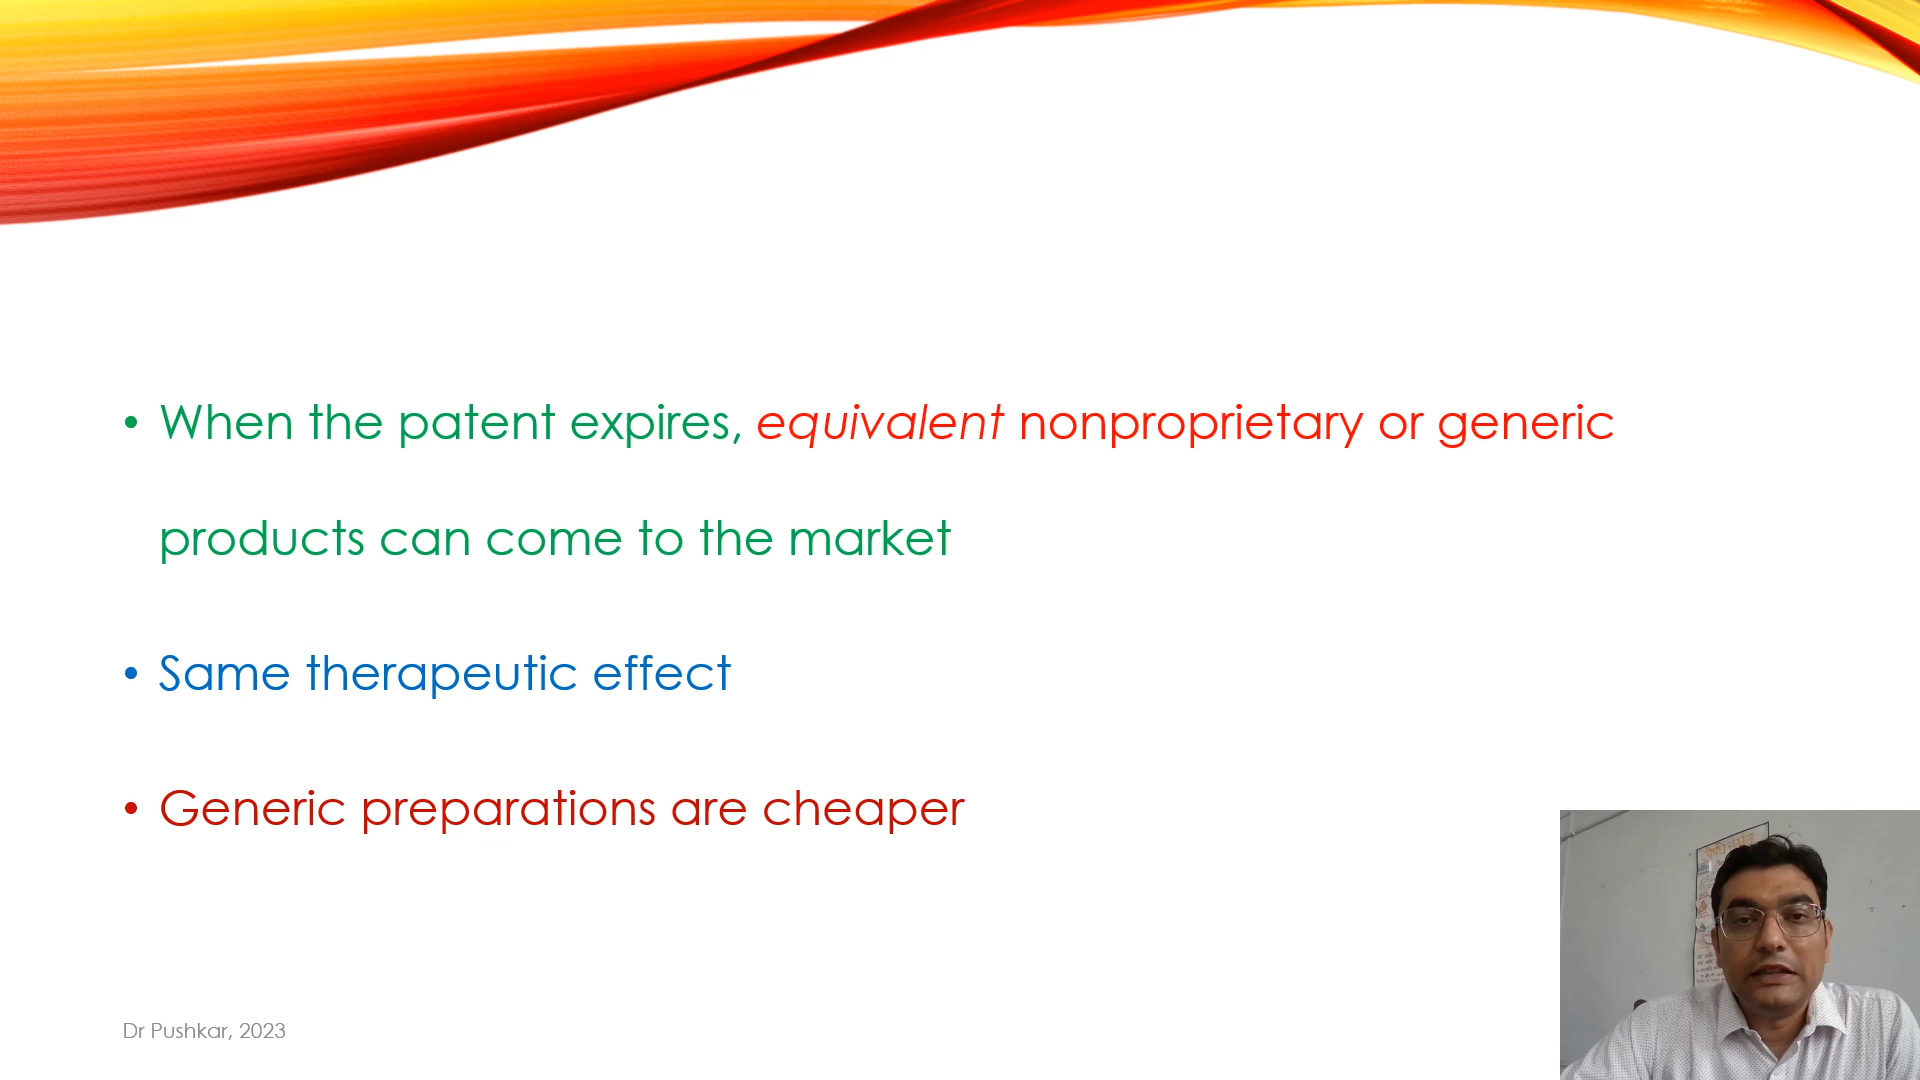 • When the patent expires, equivalent nonproprietary or generic
products can come to the market
• Same therapeutic effect
• Generic preparations are cheaper
Dr Pushkar, 2023